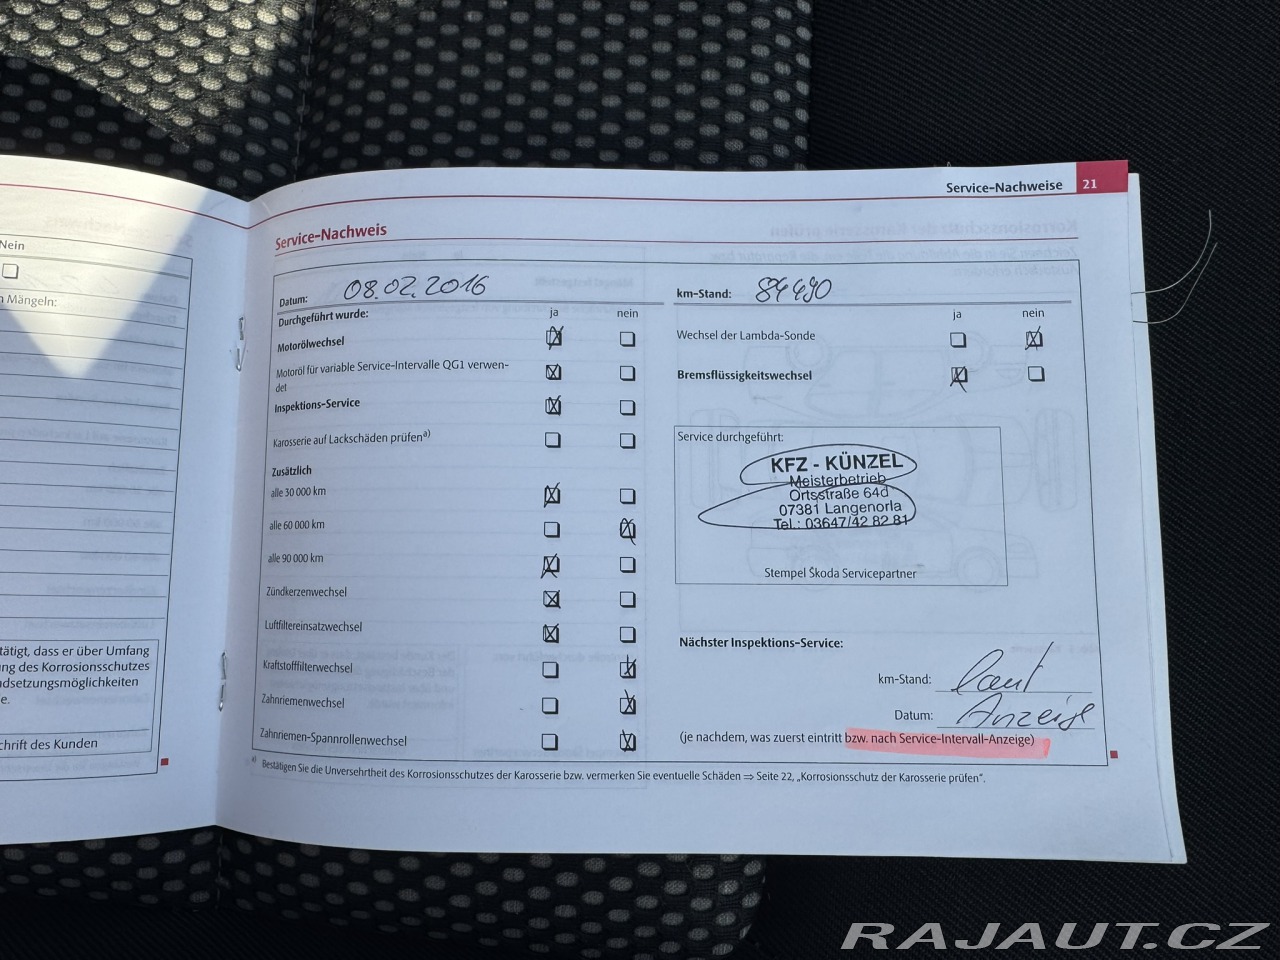 Service-Nachweise 21
Nein
n Mängeln:
tätigt, dass er über Umfang
ng des Korrosionsschutzes
ndsetzungsmöglichkeiten
e.
chrift des Kunden
Service-Nachweis
Datum: 08.02.2016
Durchgeführt wurde: ja nein
Motorölwechsel
Motoröl für variable Service-Intervalle QG1 verwen-
det
Inspektions-Service
Karosserie auf Lackschäden prüfen a)
Zusätzlich
alle 30 000 km
alle 60 000 km
alle 90 000 km
Zündkerzenwechsel
Luftfiltereinsatzwechsel
Kraftstofffilterwechsel
Zahnriemenwechsel
Zahnriemen-Spannrollenwechsel
km-Stand: 84490
ja nein
Wechsel der Lambda-Sonde
Bremsflüssigkeitswechsel
Service durchgeführt:
KFZ - KÜNZEL
Meisterbetrieb
Ortsstraße 64d
07381 Langenorla
Tel.: 03647/42 82 81
Stempel Škoda Servicepartner
Nächster Inspektions-Service:
km-Stand: laut
Datum: Anzeige
(je nachdem, was zuerst eintritt bzw. nach Service-Intervall-Anzeige)
a) Bestätigen Sie die Unversehrtheit des Korrosionsschutzes der Karosserie bzw. vermerken Sie eventuelle Schäden ⇒ Seite 22, „Korrosionsschutz der Karosserie prüfen“.
RAJAUT.CZ